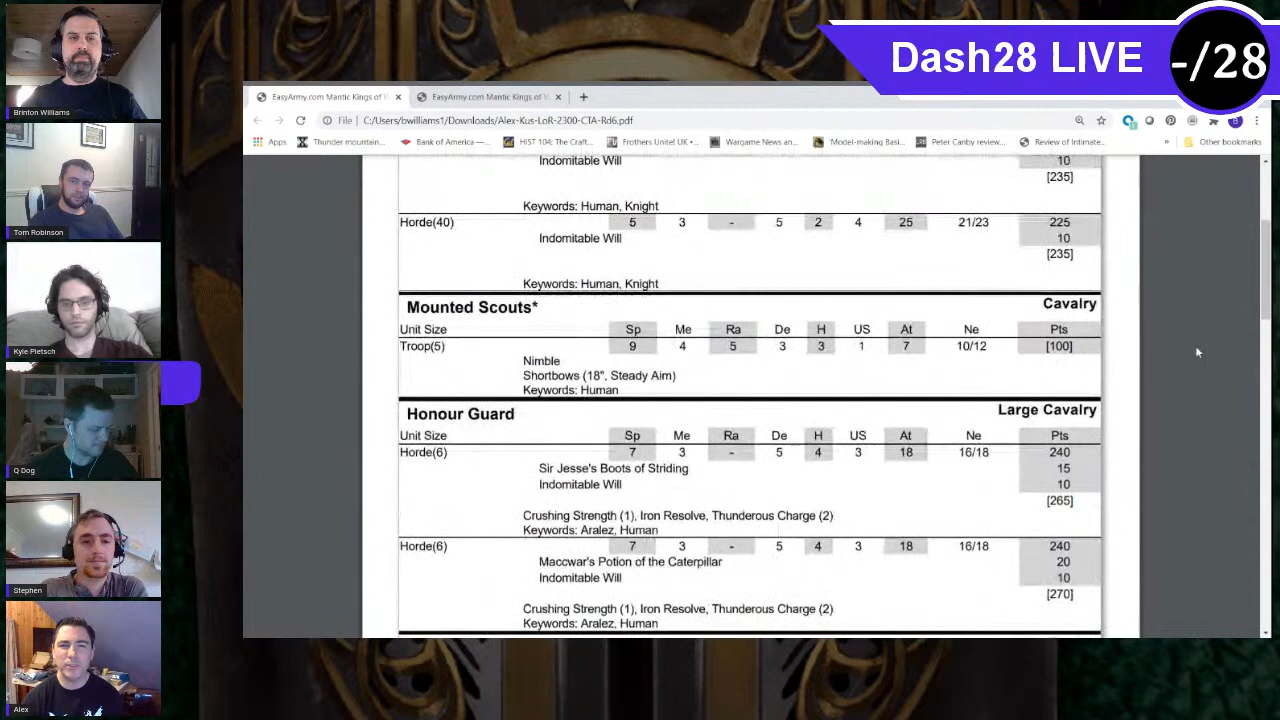 Dash28 LIVE
-/28
Brinton Williams
Tom Robinson
Kyle Pietsch
Q Dog
Stephen
Alex
EasyArmy.com Mantic Kings of W × EasyArmy.com Mantic Kings of W × +
File | C:/Users/bwilliams1/Downloads/Alex-Kus-LoR-2300-CTA-Rd6.pdf
Apps Thunder mountain... Bank of America —... HIST 104: The Craft... Frothers Unite! UK •... Wargame News an... 'Model-making Basi... Peter Canby review... Review of Intimate... » Other bookmarks
Indomitable Will 10
[235]
Keywords: Human, Knight
Horde(40) 5 3 - 5 2 4 25 21/23 225
Indomitable Will 10
[235]
Keywords: Human, Knight
Mounted Scouts* Cavalry
Unit Size Sp Me Ra De H US At Ne Pts
Troop(5) 9 4 5 3 3 1 7 10/12 [100]
Nimble
Shortbows (18", Steady Aim)
Keywords: Human
Honour Guard Large Cavalry
Unit Size Sp Me Ra De H US At Ne Pts
Horde(6) 7 3 - 5 4 3 18 16/18 240
Sir Jesse's Boots of Striding 15
Indomitable Will 10
[265]
Crushing Strength (1), Iron Resolve, Thunderous Charge (2)
Keywords: Aralez, Human
Horde(6) 7 3 - 5 4 3 18 16/18 240
Maccwar's Potion of the Caterpillar 20
Indomitable Will 10
[270]
Crushing Strength (1), Iron Resolve, Thunderous Charge (2)
Keywords: Aralez, Human